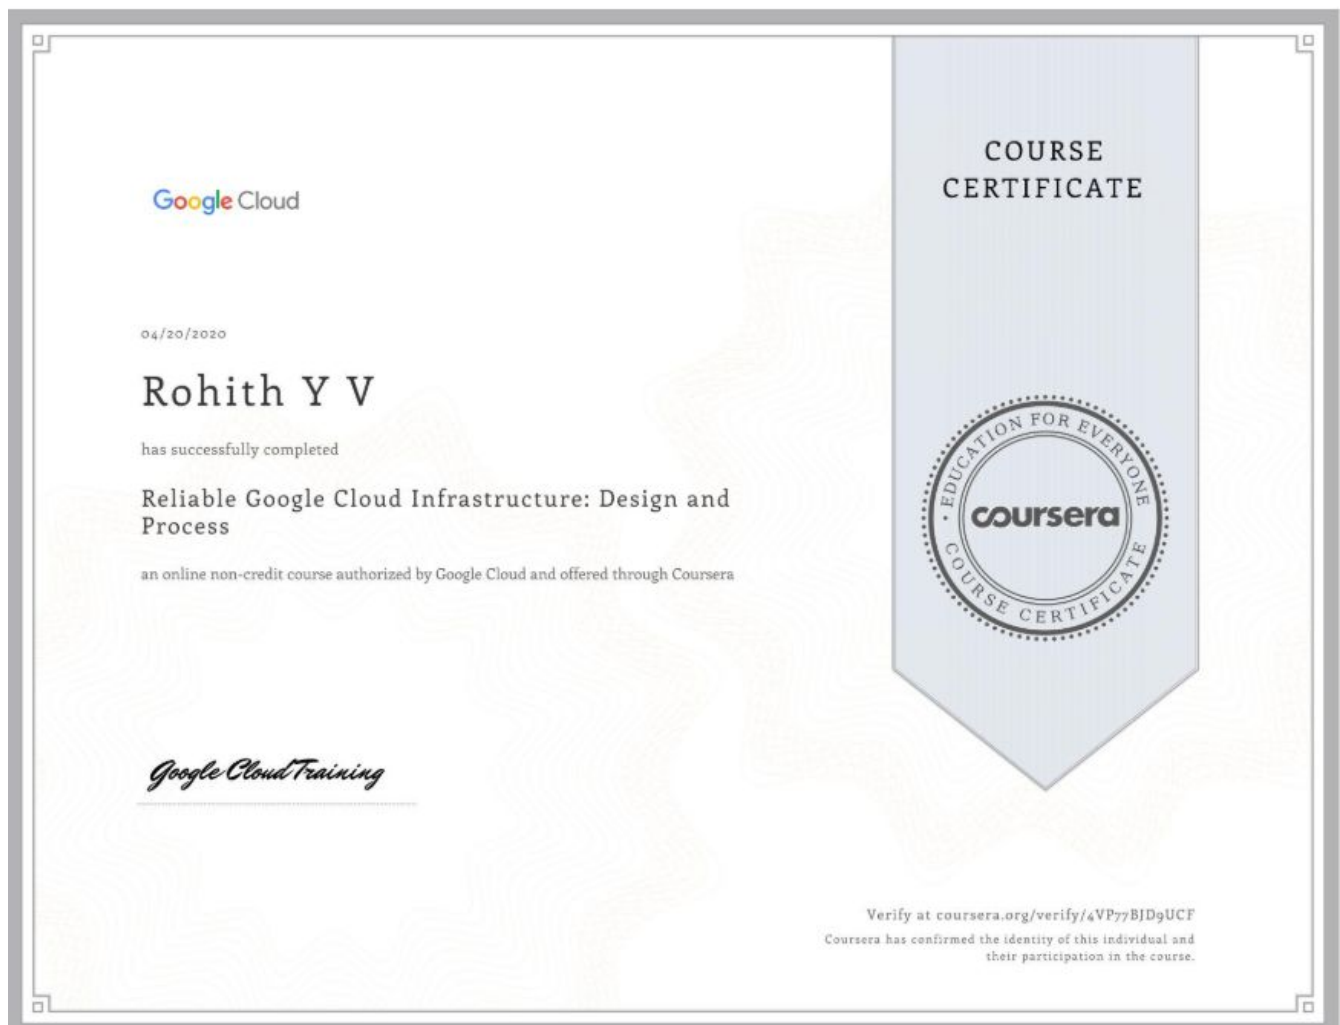 COURSE
CERTIFICATE
Google Cloud
04/20/2020
Rohith Y V
has successfully completed
Reliable Google Cloud Infrastructure: Design and
Process
an online non-credit course authorized by Google Cloud and offered through Coursera
EDUCATION FOR EVERYONE
coursera
COURSE CERTIFICATE
Google Cloud Training
Verify at coursera.org/verify/4VP77BJD9UCF
Coursera has confirmed the identity of this individual and
their participation in the course.